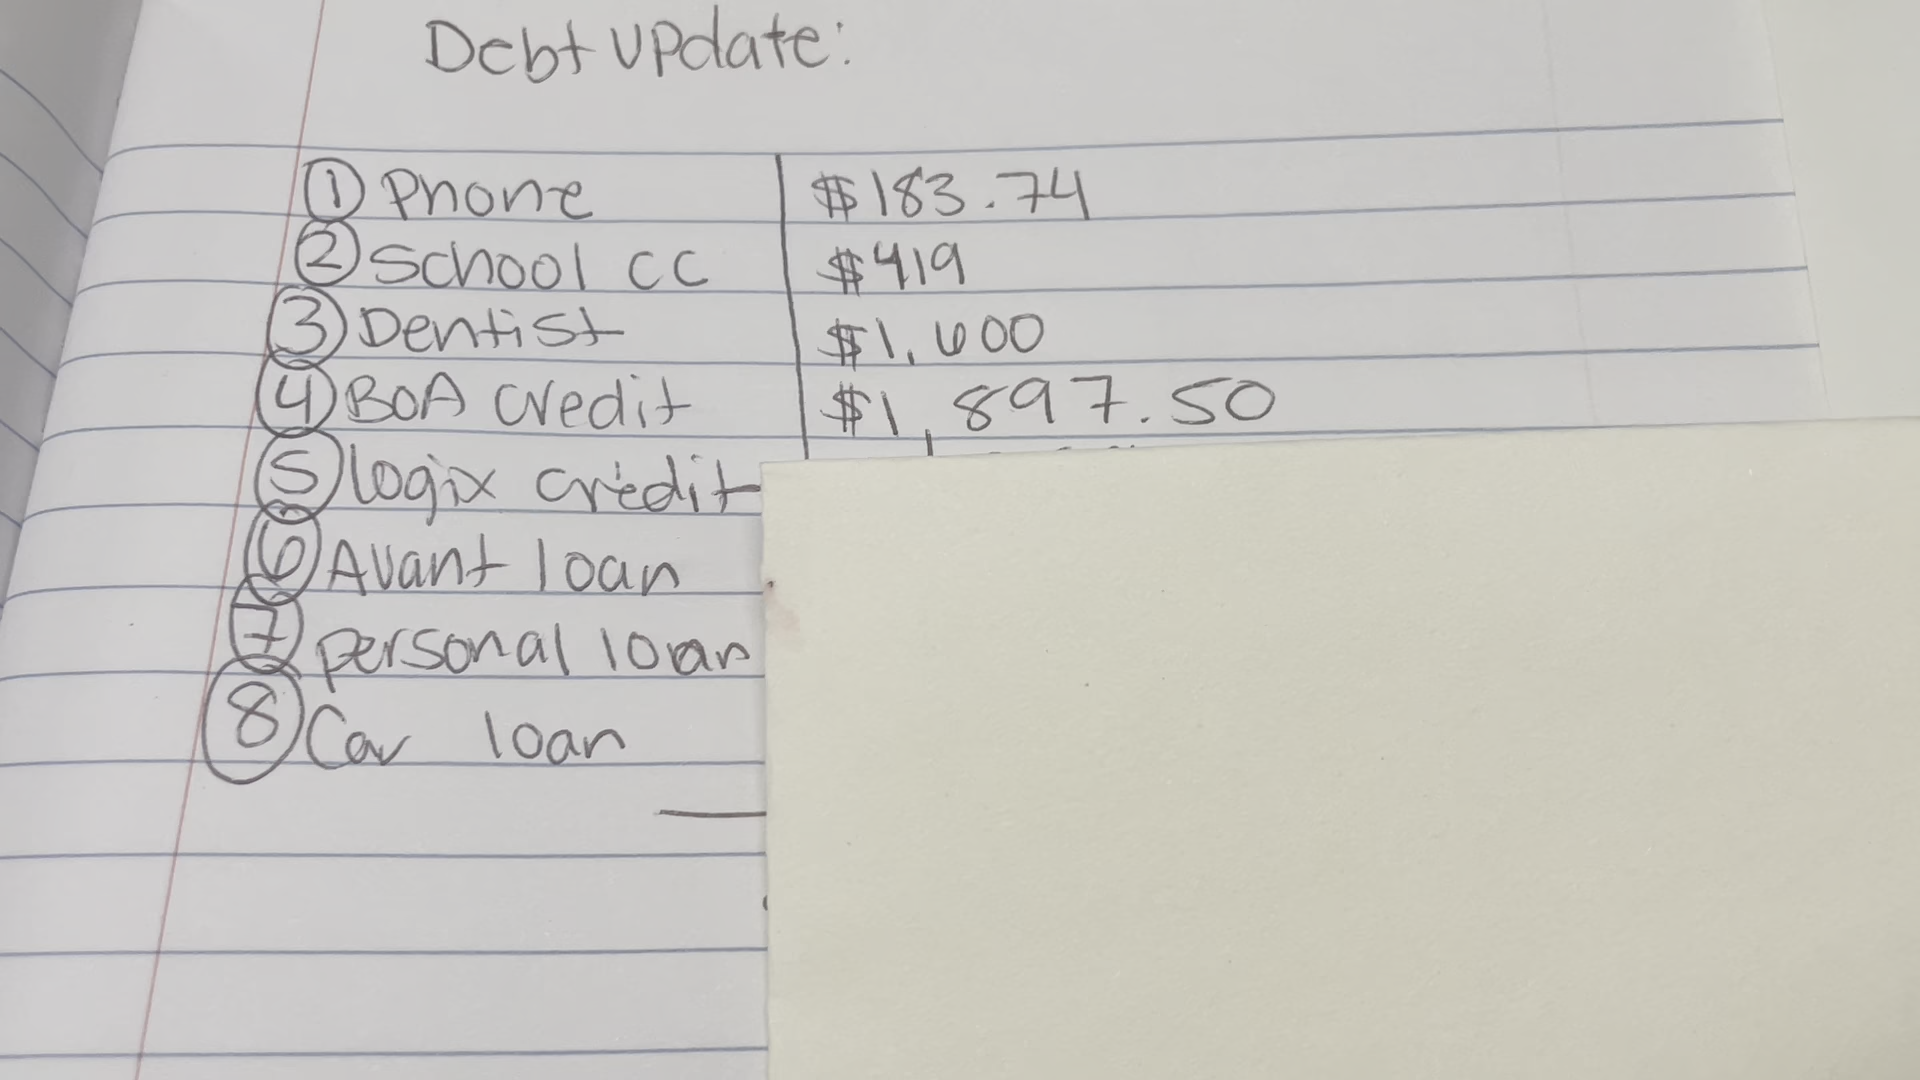 Debt Update:
① Phone $183.74
② School CC $419
③ Dentist $1,600
④ BOA credit $1,897.50
⑤ logix credit
⑥ Avant loan
⑦ personal loan
⑧ Car loan